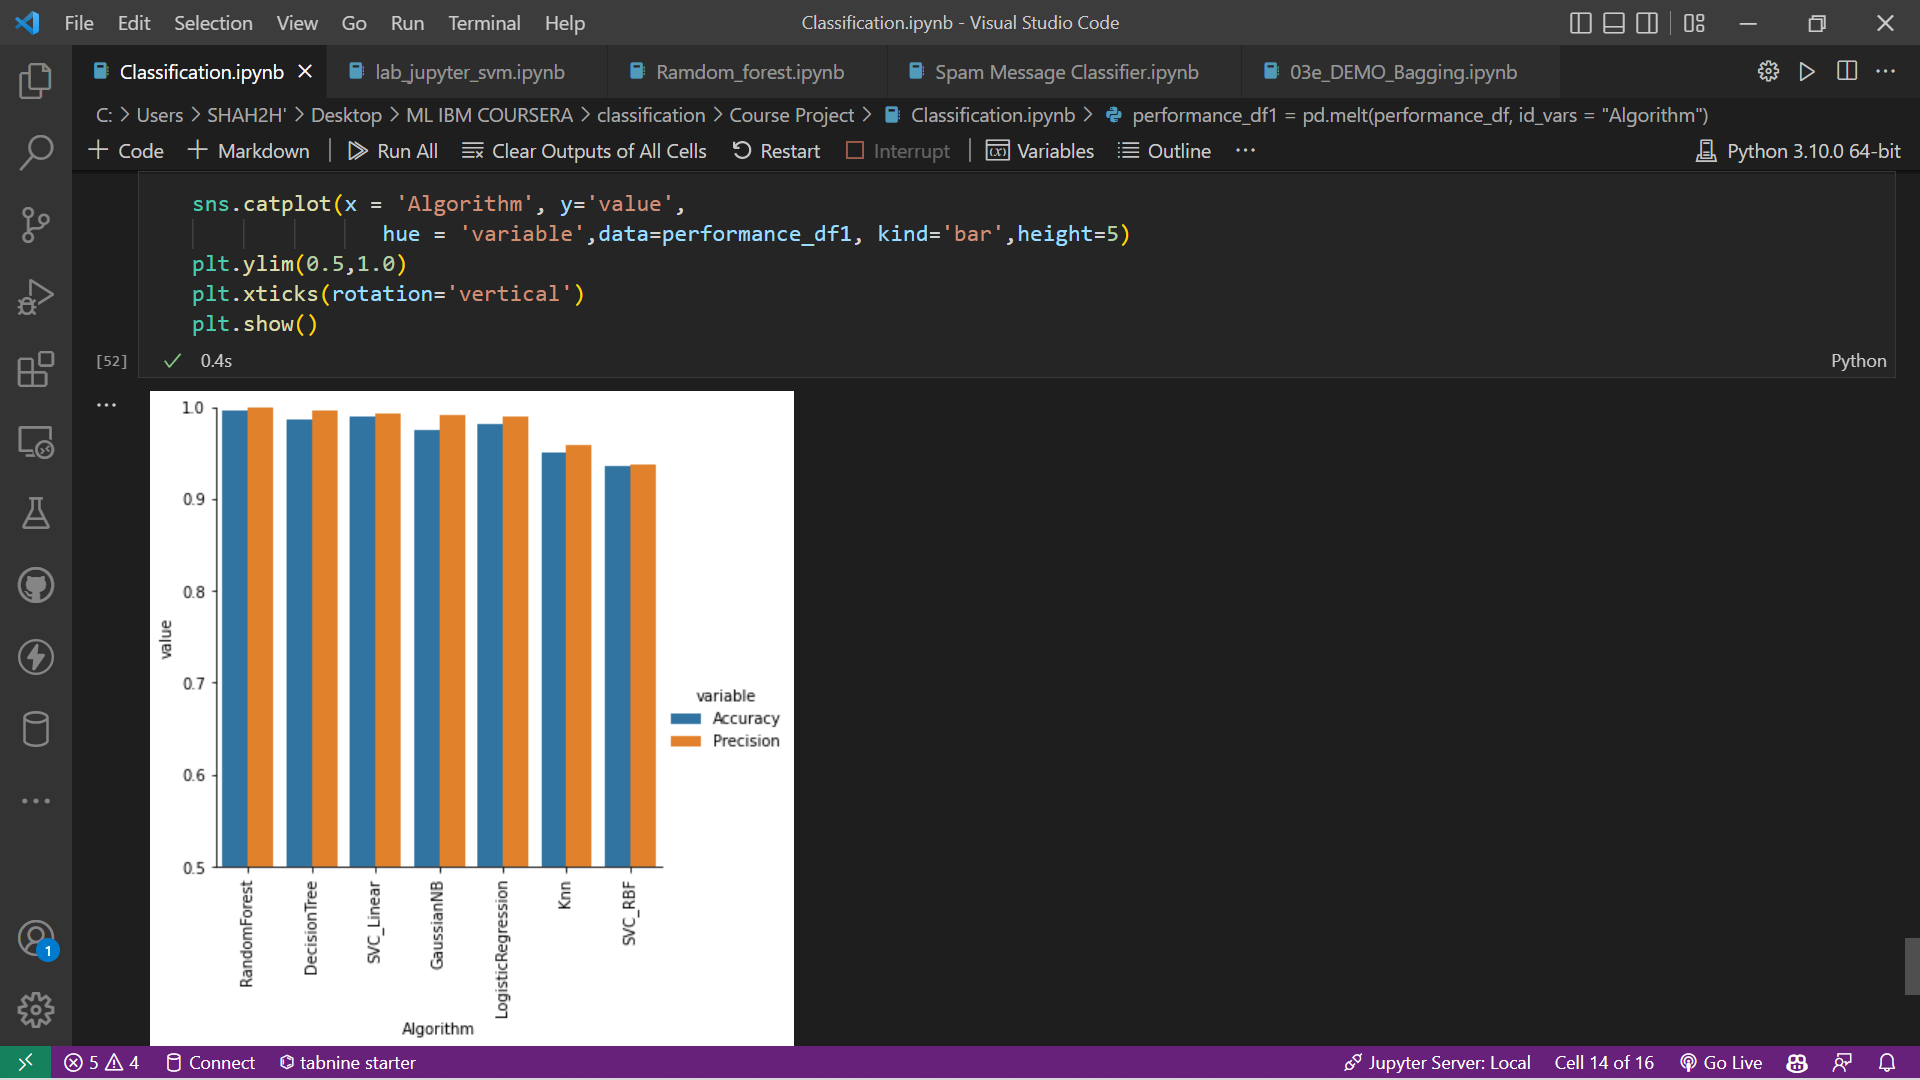 File Edit Selection View Go Run Terminal Help
Classification.ipynb - Visual Studio Code
Classification.ipynb
lab_jupyter_svm.ipynb
Ramdom_forest.ipynb
Spam Message Classifier.ipynb
03e_DEMO_Bagging.ipynb
C: > Users > SHAH2H' > Desktop > ML IBM COURSERA > classification > Course Project > Classification.ipynb > performance_df1 = pd.melt(performance_df, id_vars = "Algorithm")
+ Code + Markdown | Run All Clear Outputs of All Cells Restart Interrupt | Variables Outline ...
Python 3.10.0 64-bit
sns.catplot(x = 'Algorithm', y='value',
hue = 'variable',data=performance_df1, kind='bar',height=5)
plt.ylim(0.5,1.0)
plt.xticks(rotation='vertical')
plt.show()
[52] 0.4s
Python
1.0
0.9
0.8
0.7
0.6
0.5
value
variable
Accuracy
Precision
RandomForest
DecisionTree
SVC_Linear
GaussianNB
LogisticRegression
Knn
SVC_RBF
Algorithm
1
5 4 Connect tabnine starter
Jupyter Server: Local Cell 14 of 16 Go Live